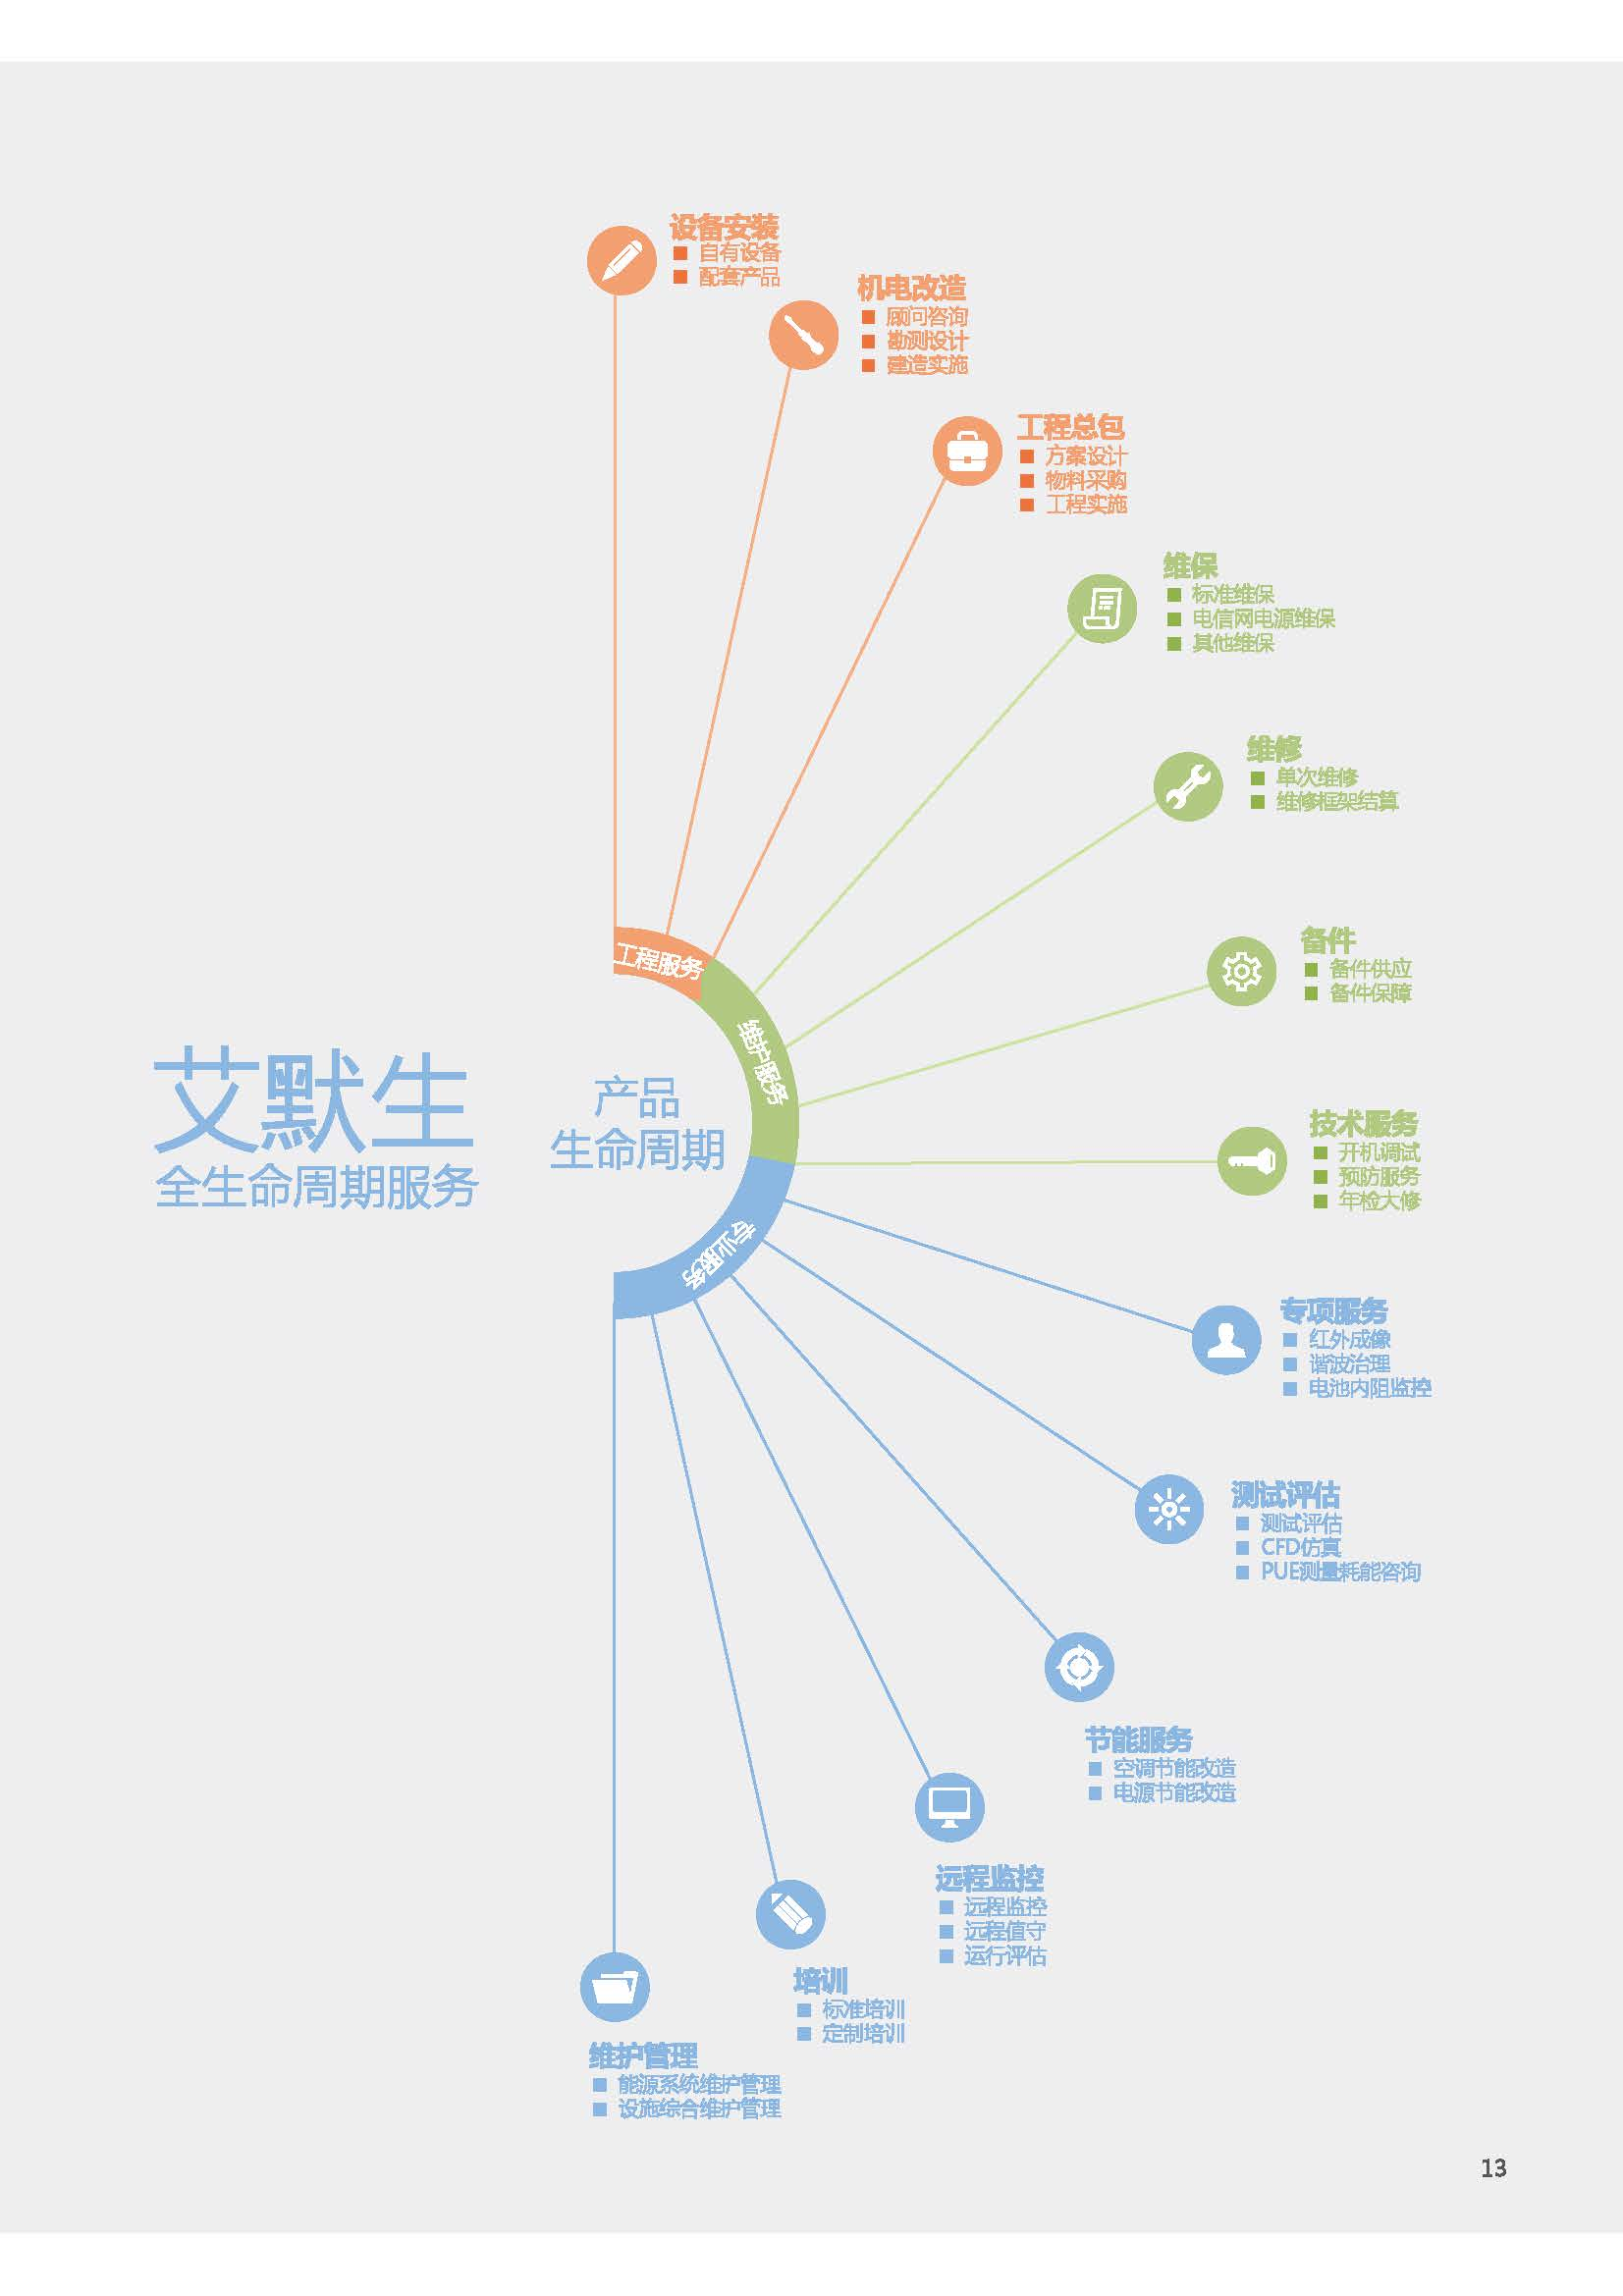 艾默生
全生命周期服务
产品
生命周期
工程服务
设备安装
自有设备
配套产品
机电改造
顾问咨询
勘测设计
建造实施
工程总包
方案设计
物料采购
工程实施
维护服务
维保
标准维保
电信网电源维保
其他维保
维修
单次维修
维修框架结算
备件
备件供应
备件保障
技术服务
开机调试
预防服务
年检大修
专业服务
专项服务
红外成像
谐波治理
电池内阻监控
测试评估
测试评估
CFD仿真
PUE测量耗能咨询
节能服务
空调节能改造
电源节能改造
远程监控
远程监控
远程值守
运行评估
培训
标准培训
定制培训
维护管理
能源系统维护管理
设施综合维护管理
13